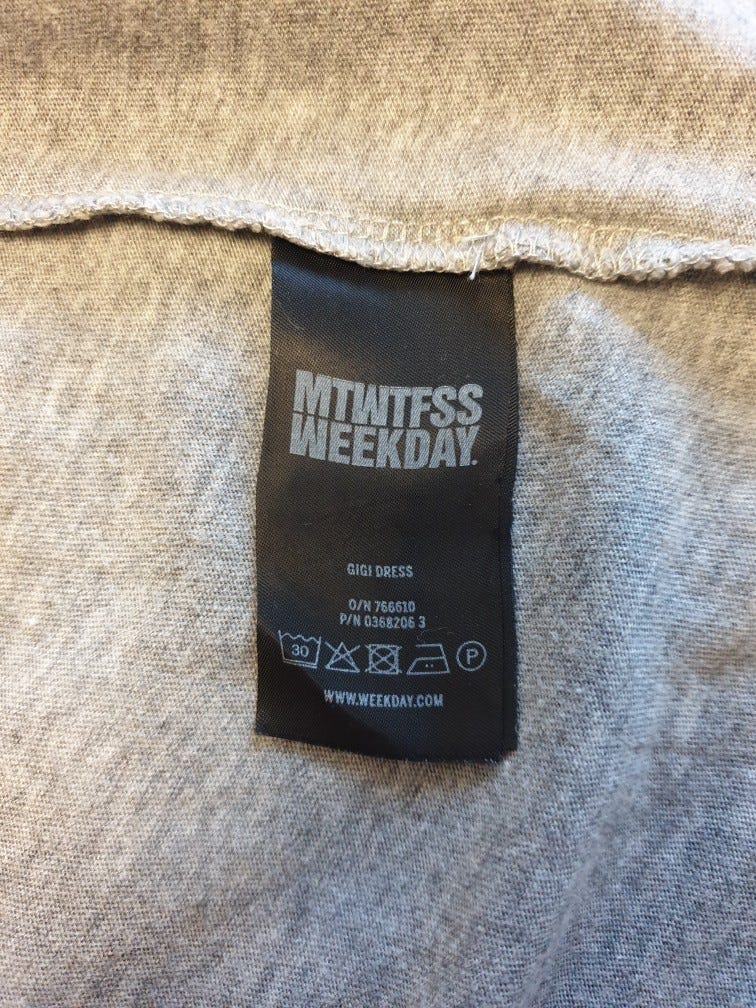 MTWTFSS
WEEKDAY.
GIGI DRESS
O/N 766610
P/N 0368206 3
30 P
WWW.WEEKDAY.COM